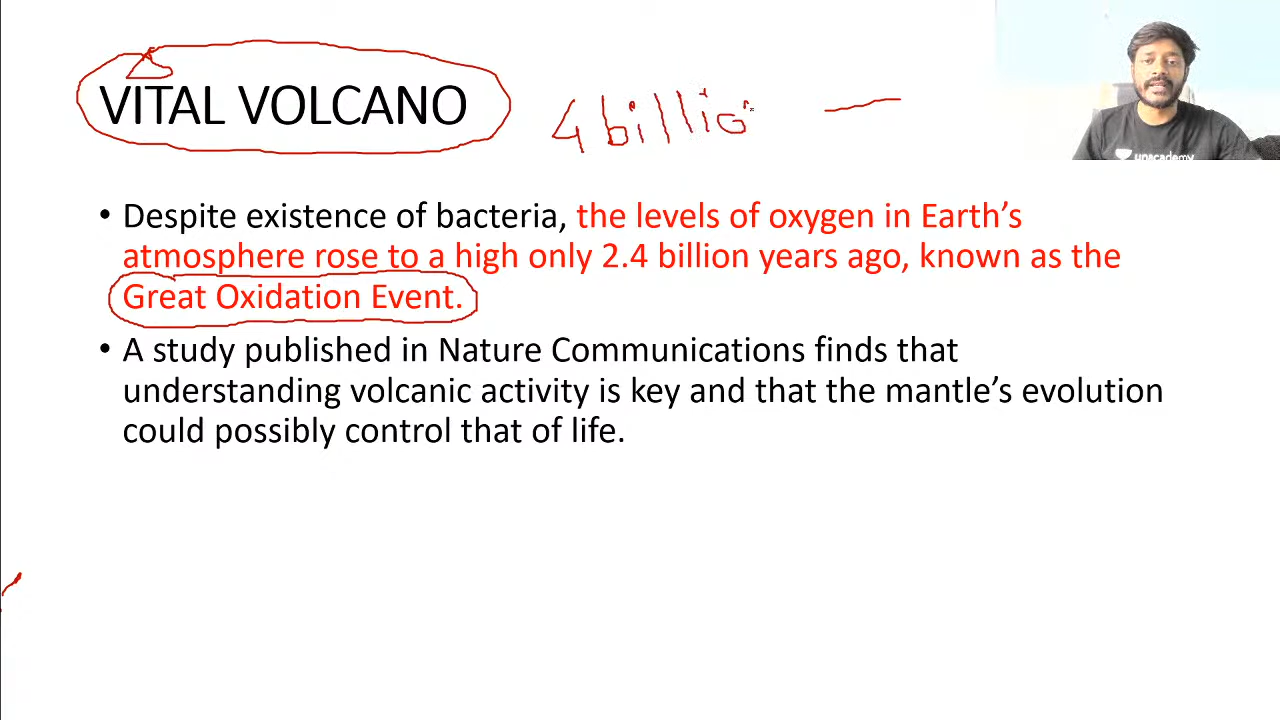 VITAL VOLCANO
4 billio
unacademy
• Despite existence of bacteria, the levels of oxygen in Earth's
atmosphere rose to a high only 2.4 billion years ago, known as the
Great Oxidation Event.
• A study published in Nature Communications finds that
understanding volcanic activity is key and that the mantle's evolution
could possibly control that of life.